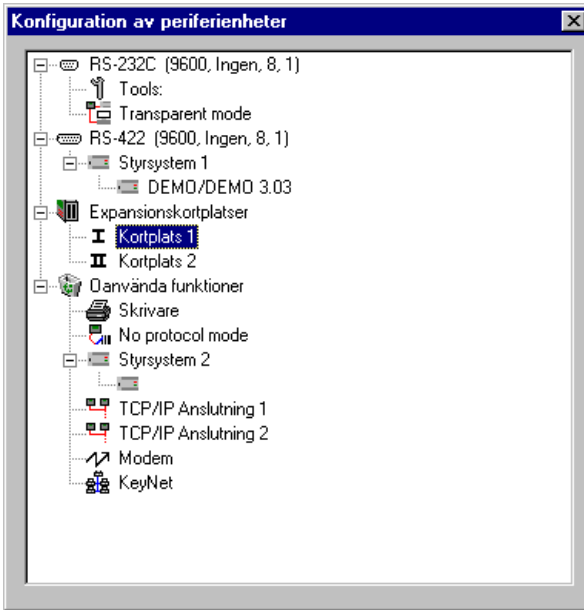 Konfiguration av periferienheter
RS-232C (9600, Ingen, 8, 1)
Tools:
Transparent mode
RS-422 (9600, Ingen, 8, 1)
Styrsystem 1
DEMO/DEMO 3.03
Expansionskortplatser
Kortplats 1
Kortplats 2
Oanvända funktioner
Skrivare
No protocol mode
Styrsystem 2
TCP/IP Anslutning 1
TCP/IP Anslutning 2
Modem
KeyNet